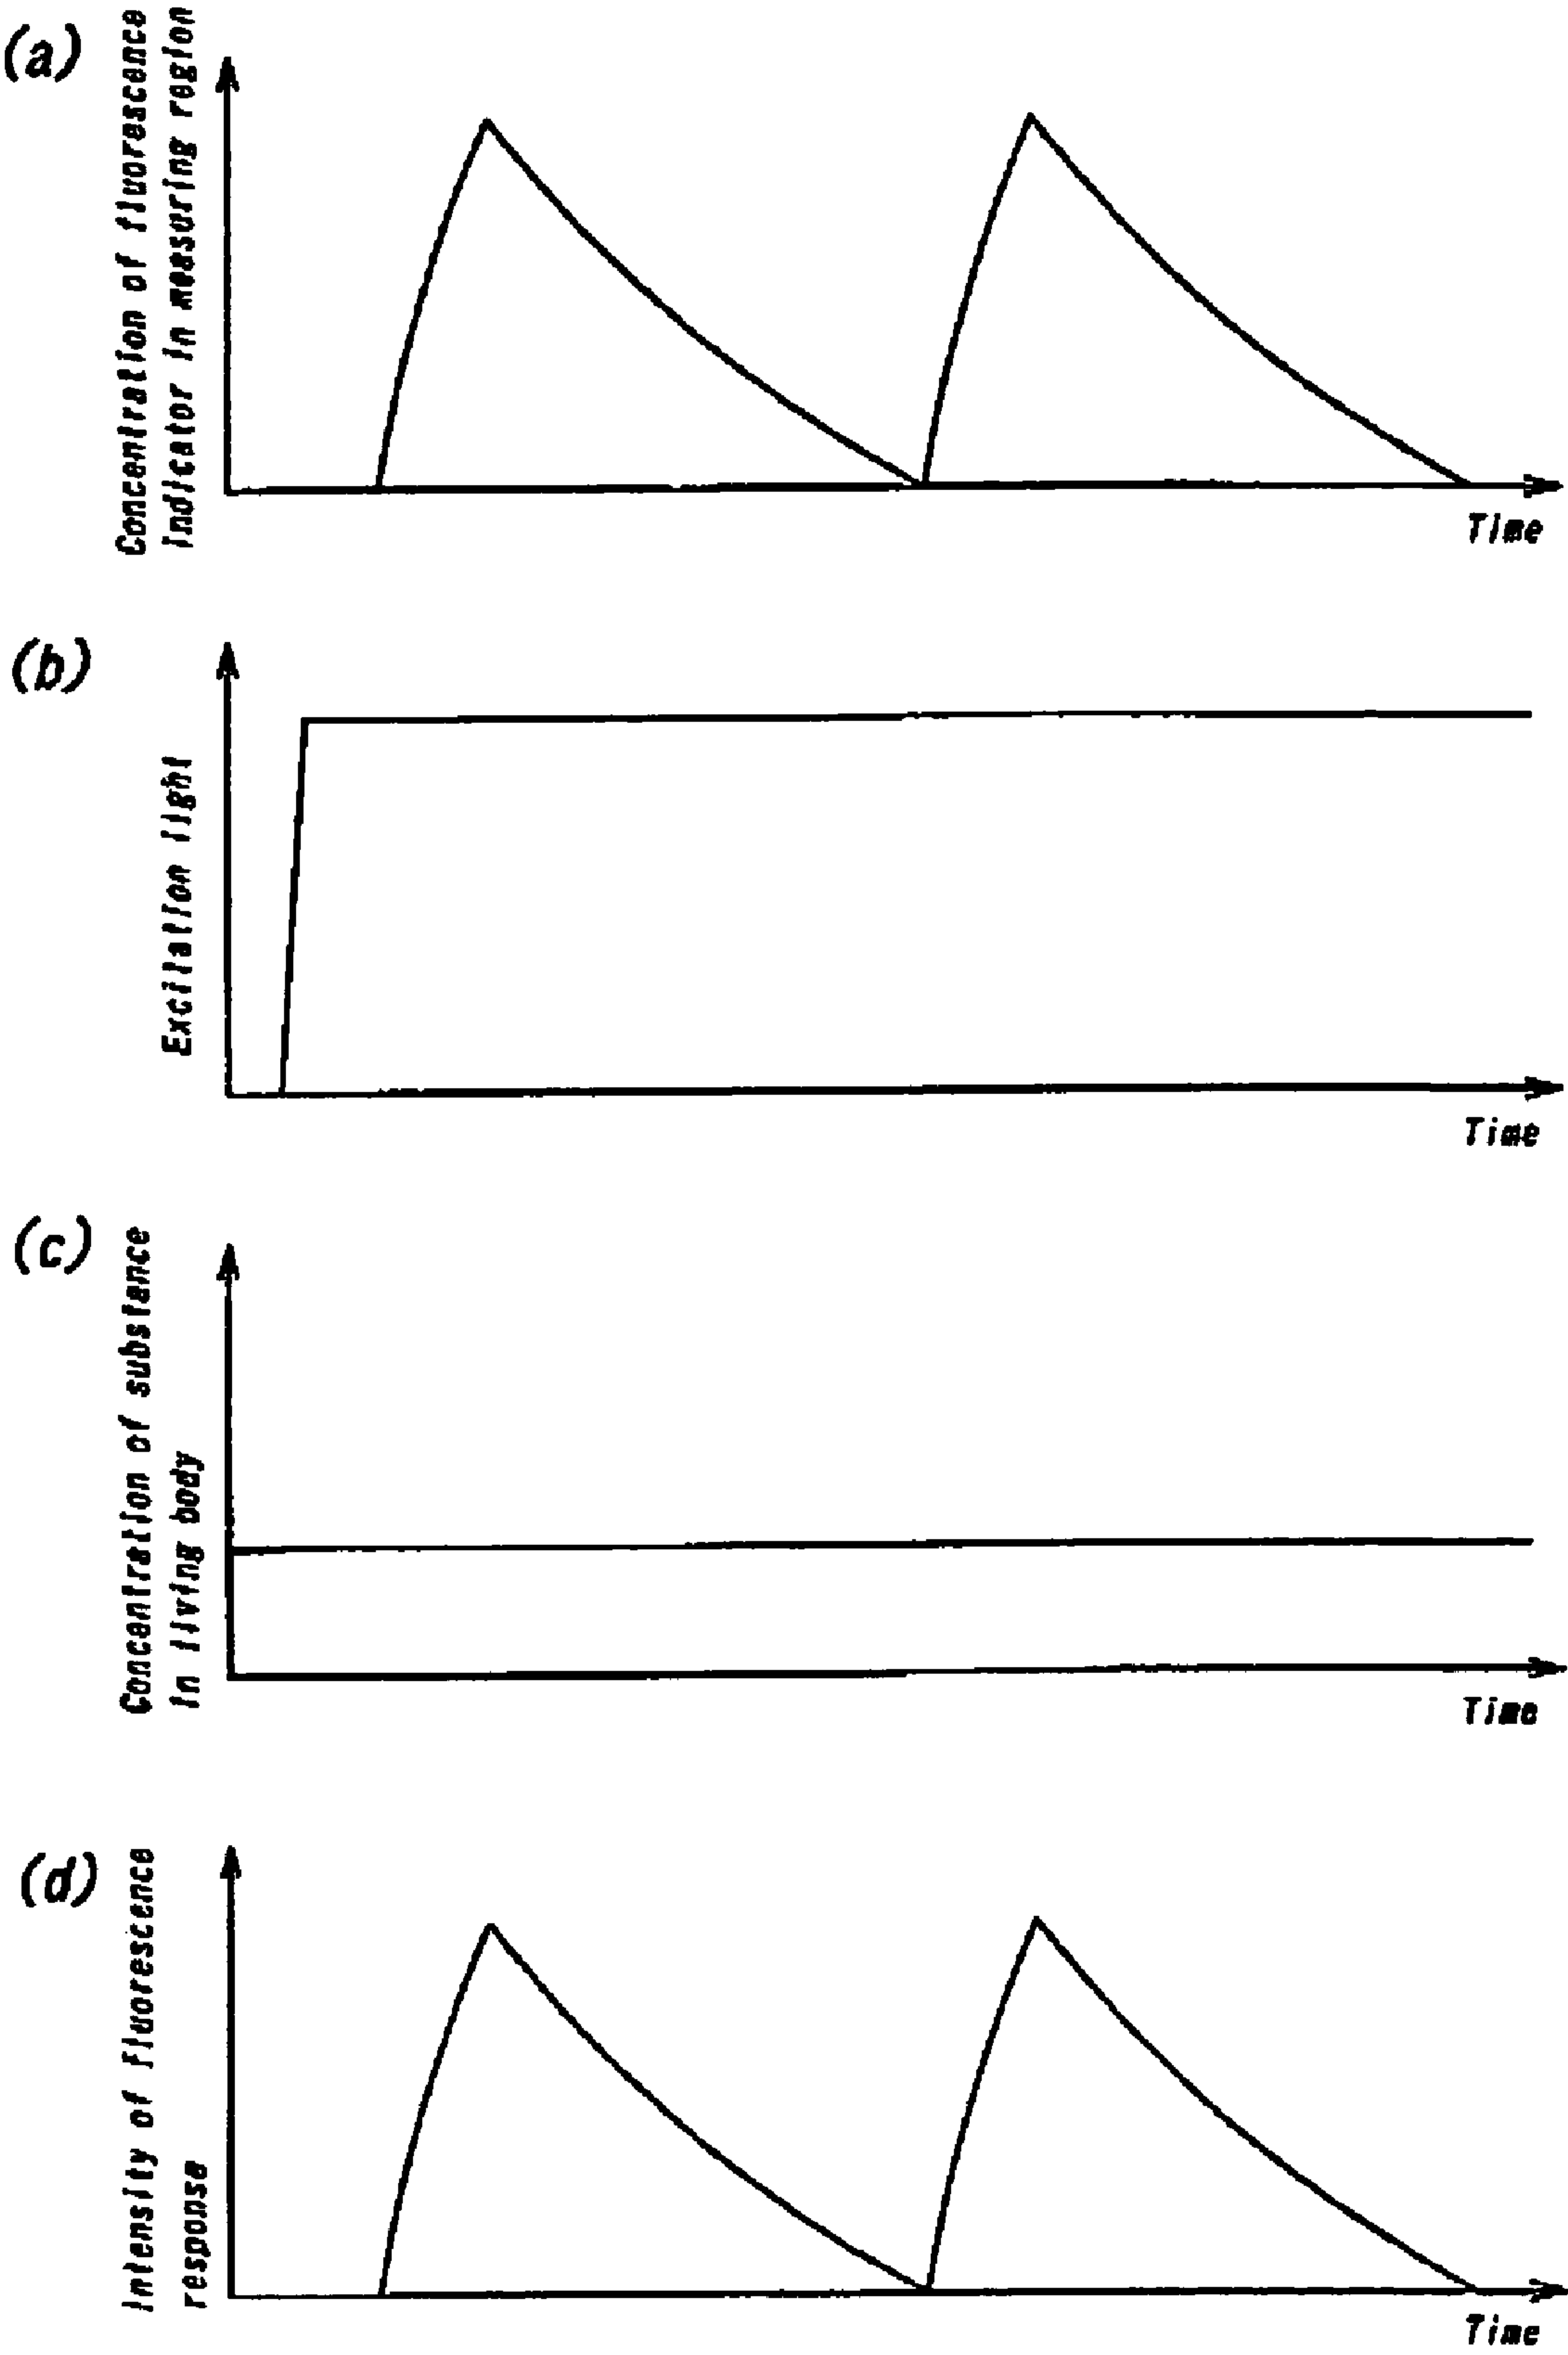 (a)
Concentration of fluorescence
indicator in measuring region
Time
(b)
Excitation light
Time
(c)
Concentration of substance
in living body
Time
(d)
Intensity of fluorescence
response
Time